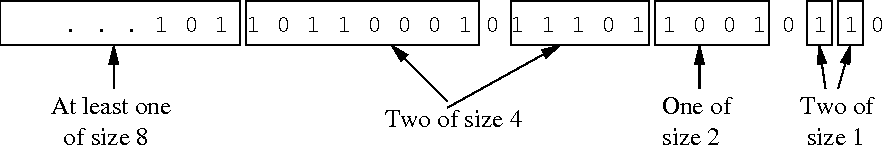 . . . 1 0 1 1 0 1 1 0 0 0 1 0 1 1 1 0 1 1 0 0 1 0 1 1 0
At least one
of size 8
Two of size 4
One of
size 2
Two of
size 1